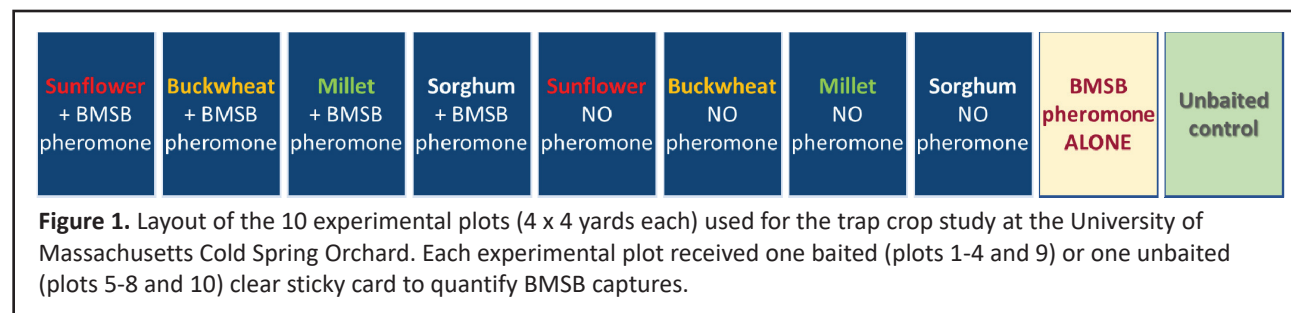 Sunflower
+ BMSB
pheromone
Buckwheat
+ BMSB
pheromone
Millet
+ BMSB
pheromone
Sorghum
+ BMSB
pheromone
Sunflower
NO
pheromone
Buckwheat
NO
pheromone
Millet
NO
pheromone
Sorghum
NO
pheromone
BMSB
pheromone
ALONE
Unbaited
control
Figure 1. Layout of the 10 experimental plots (4 x 4 yards each) used for the trap crop study at the University of
Massachusetts Cold Spring Orchard. Each experimental plot received one baited (plots 1-4 and 9) or one unbaited
(plots 5-8 and 10) clear sticky card to quantify BMSB captures.